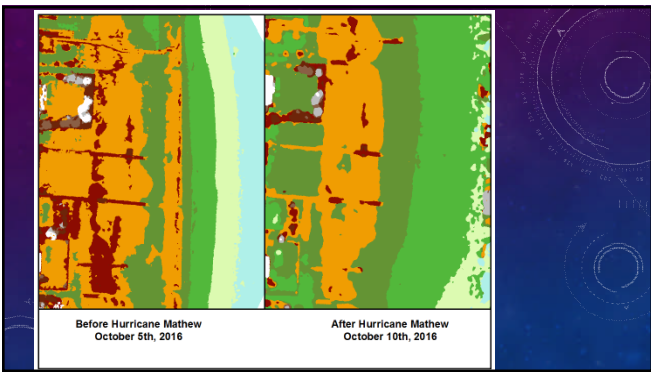 Before Hurricane Mathew
October 5th, 2016
After Hurricane Mathew
October 10th, 2016